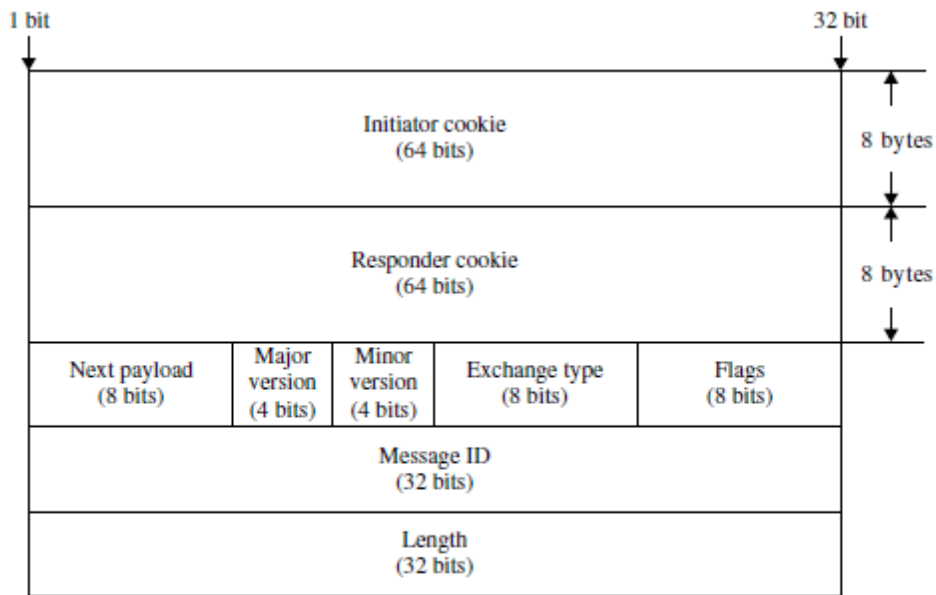 1 bit 32 bit
Initiator cookie
(64 bits)
8 bytes
Responder cookie
(64 bits)
8 bytes
Next payload
(8 bits)
Major
version
(4 bits)
Minor
version
(4 bits)
Exchange type
(8 bits)
Flags
(8 bits)
Message ID
(32 bits)
Length
(32 bits)